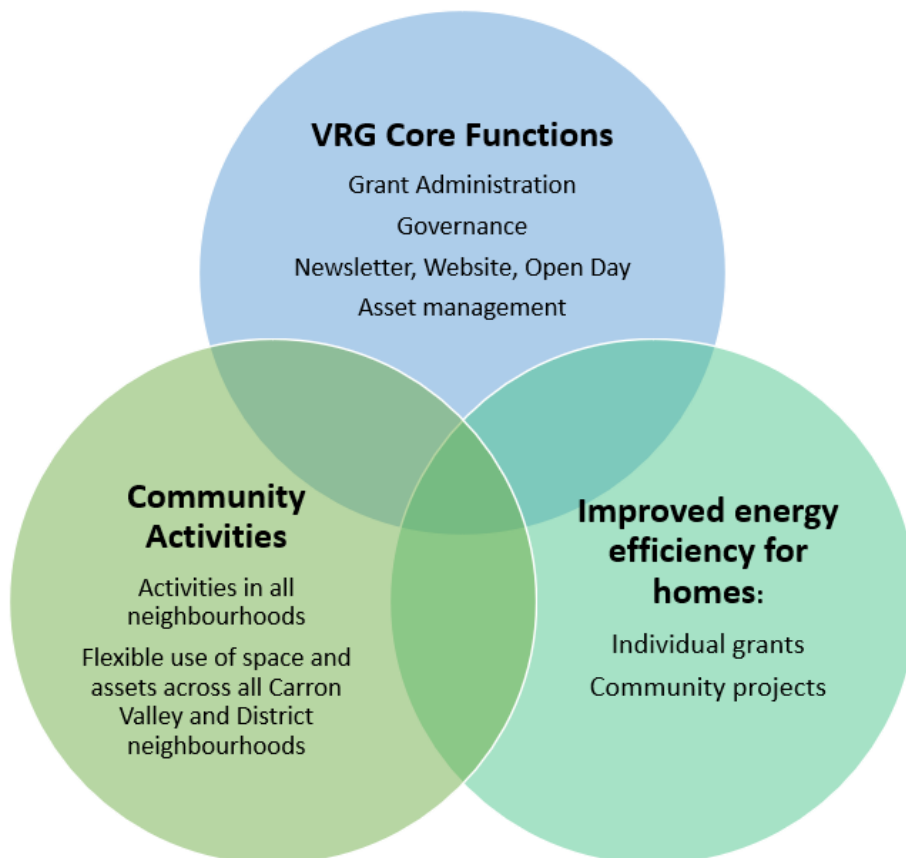 VRG Core Functions
Grant Administration
Governance
Newsletter, Website, Open Day
Asset management
Community
Activities
Activities in all
neighbourhoods
Flexible use of space and
assets across all Carron
Valley and District
neighbourhoods
Improved energy
efficiency for
homes:
Individual grants
Community projects